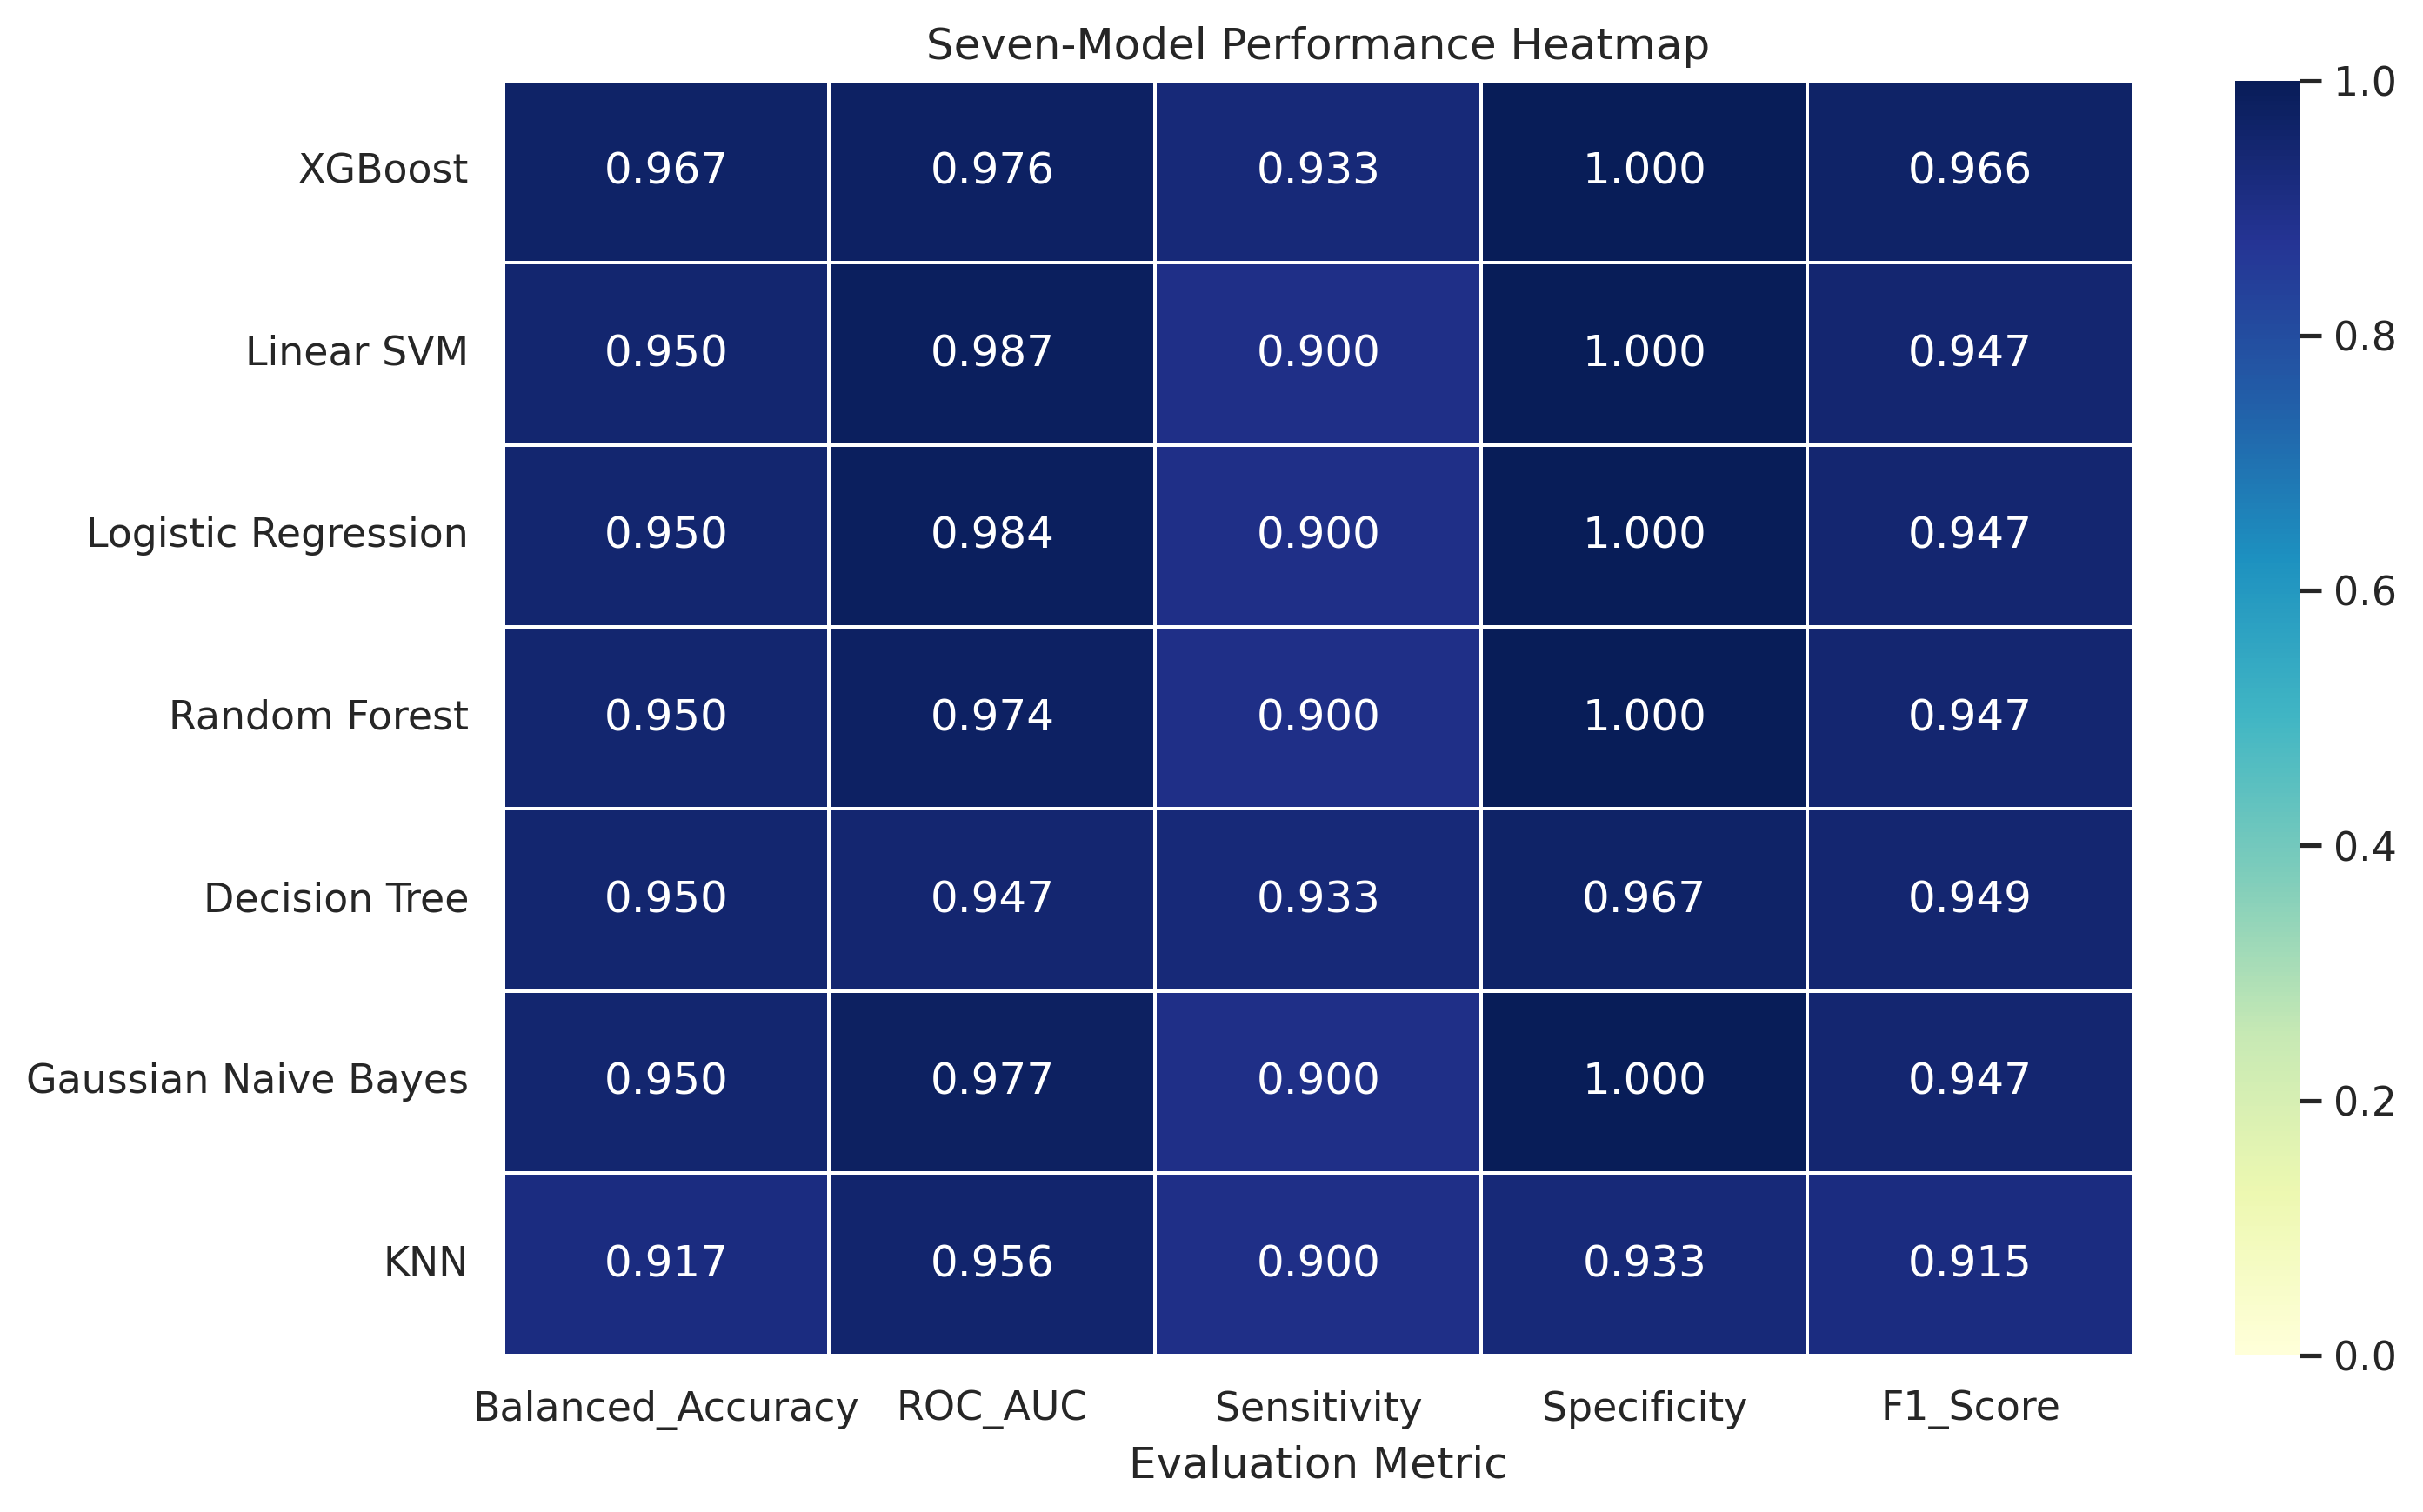 Seven-Model Performance Heatmap
XGBoost 0.967 0.976 0.933 1.000 0.966
Linear SVM 0.950 0.987 0.900 1.000 0.947
Logistic Regression 0.950 0.984 0.900 1.000 0.947
Random Forest 0.950 0.974 0.900 1.000 0.947
Decision Tree 0.950 0.947 0.933 0.967 0.949
Gaussian Naive Bayes 0.950 0.977 0.900 1.000 0.947
KNN 0.917 0.956 0.900 0.933 0.915
Balanced_Accuracy ROC_AUC Sensitivity Specificity F1_Score
Evaluation Metric
1.0
0.8
0.6
0.4
0.2
0.0